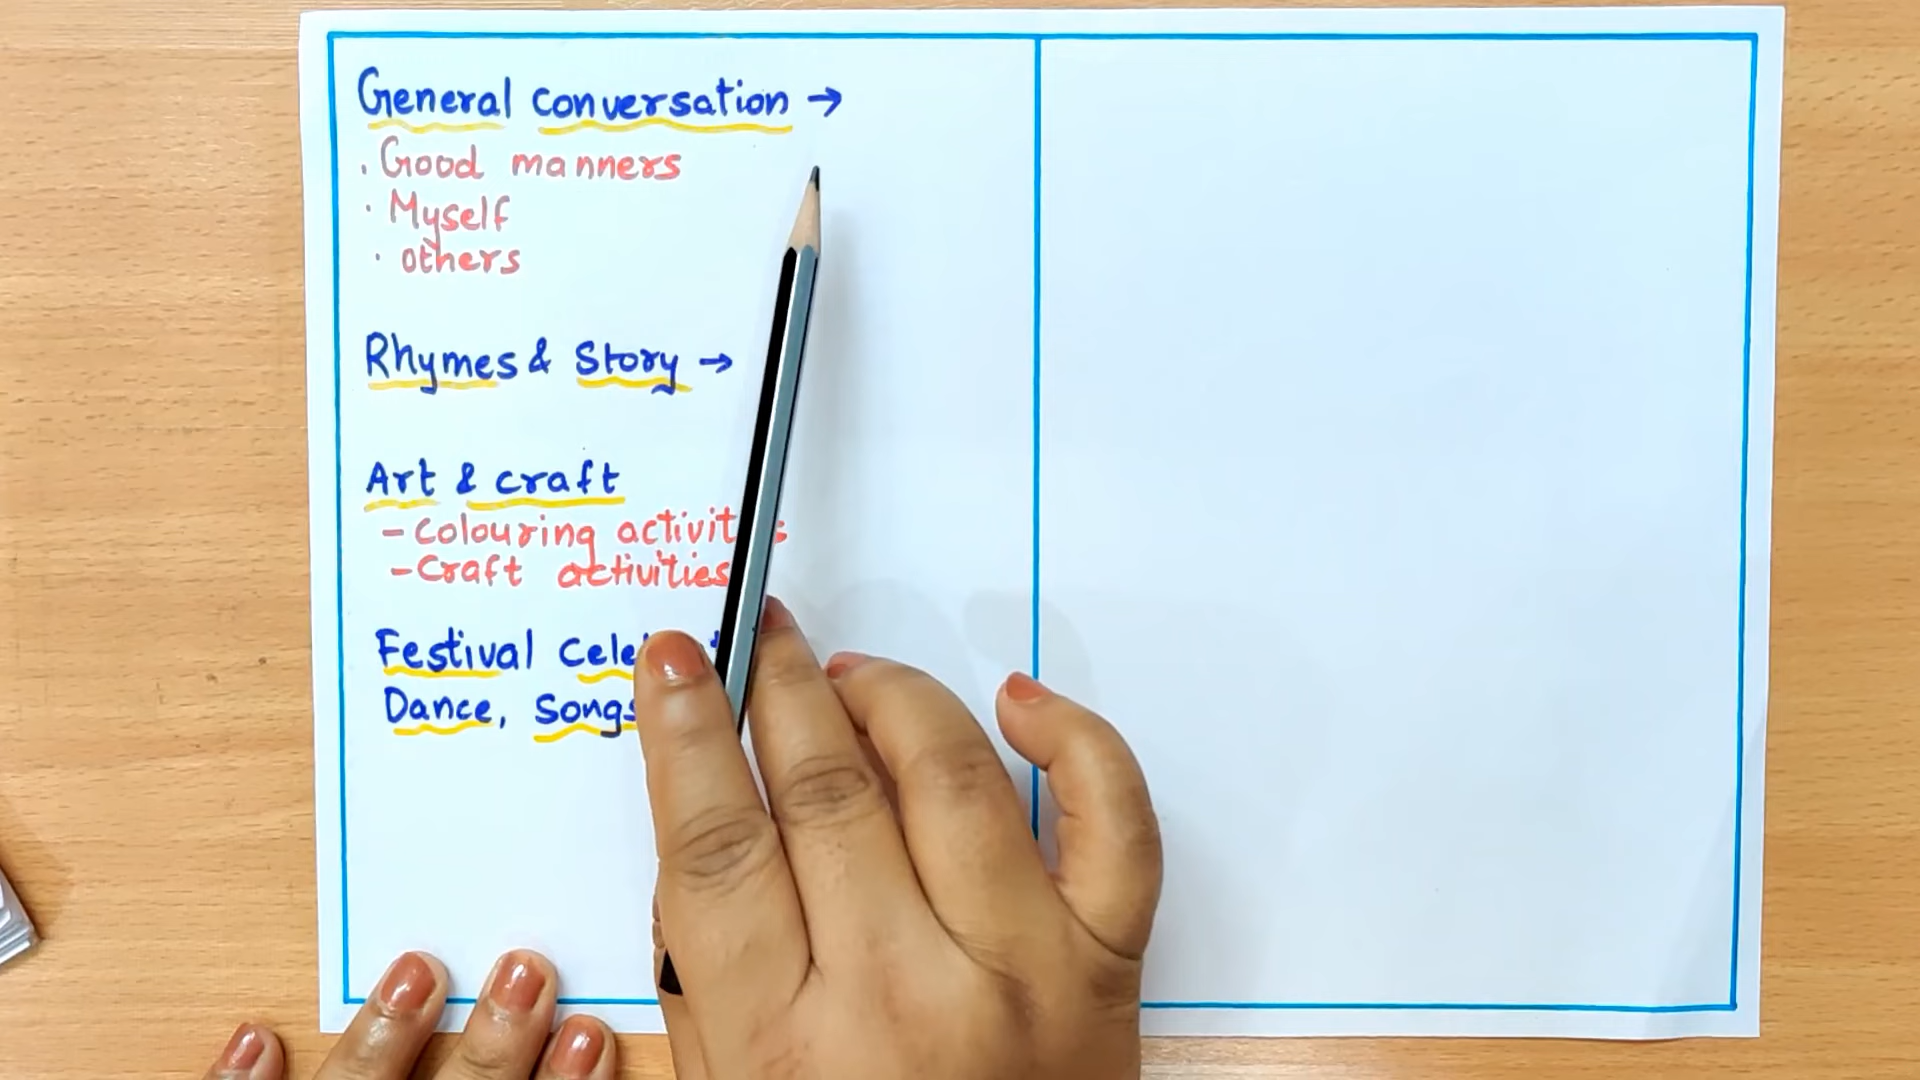 General conversation →
. Good manners
· Myself
· others
Rhymes & Story →
Art & craft
- Colouring
- Craft activities
Festival
Dance, Songs